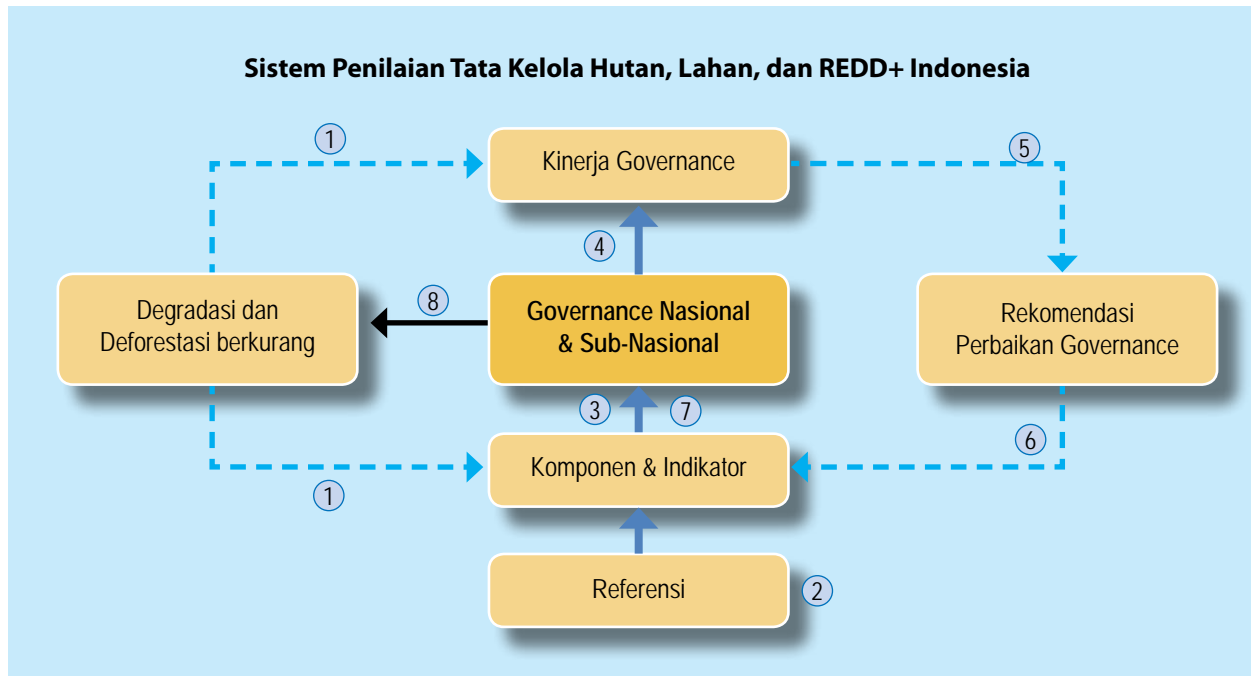 Sistem Penilaian Tata Kelola Hutan, Lahan, dan REDD+ Indonesia
1
Kinerja Governance
5
4
Degradasi dan
Deforestasi berkurang
8
Governance Nasional
& Sub-Nasional
Rekomendasi
Perbaikan Governance
3
7
6
Komponen & Indikator
1
Referensi
2